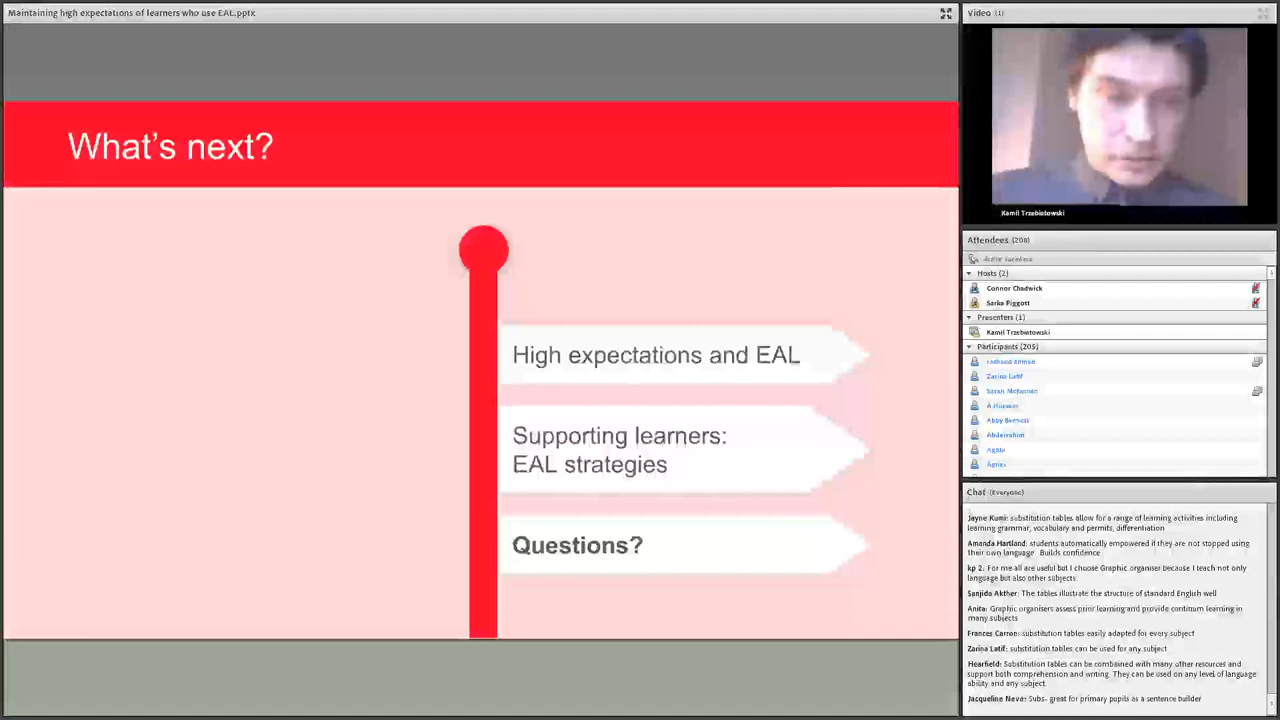 Maintaining high expectations of learners who use EAL.pptx
What's next?
High expectations and EAL
Supporting learners:
EAL strategies
Questions?
Video (1)
Kamil Trzebiatowski
Attendees (208)
Active Speakers
Hosts (2)
Connor Chadwick
Sarka Piggott
Presenters (1)
Kamil Trzebiatowski
Participants (205)
Zarina Latif
Abby
Agata
Agnes
Chat (Everyone)
Jayne Kumi: substitution tables allow for a range of learning activities including
learning grammar, vocabulary and permits, differentiation
Amanda Hartland: students automatically empowered if they are not stopped using
their own language Builds confidence
kp 2: For me all are useful but I choose Graphic organiser because I teach not only
language but also other subjects
Sanjida Akther: The tables illustrate the structure of standard English well
Anita: Graphic organisers assess prior learning and provide continum learning in
many subjects
Frances Carron: substitution tables easily adapted for every subject
Zarina Latif: substitution tables can be used for any subject
Hearfield: Substitution tables can be combined with many other resources and
support both comprehension and writing. They can be used on any level of language
ability and any subject.
Jacqueline Neve: Subs- great for primary pupils as a sentence builder